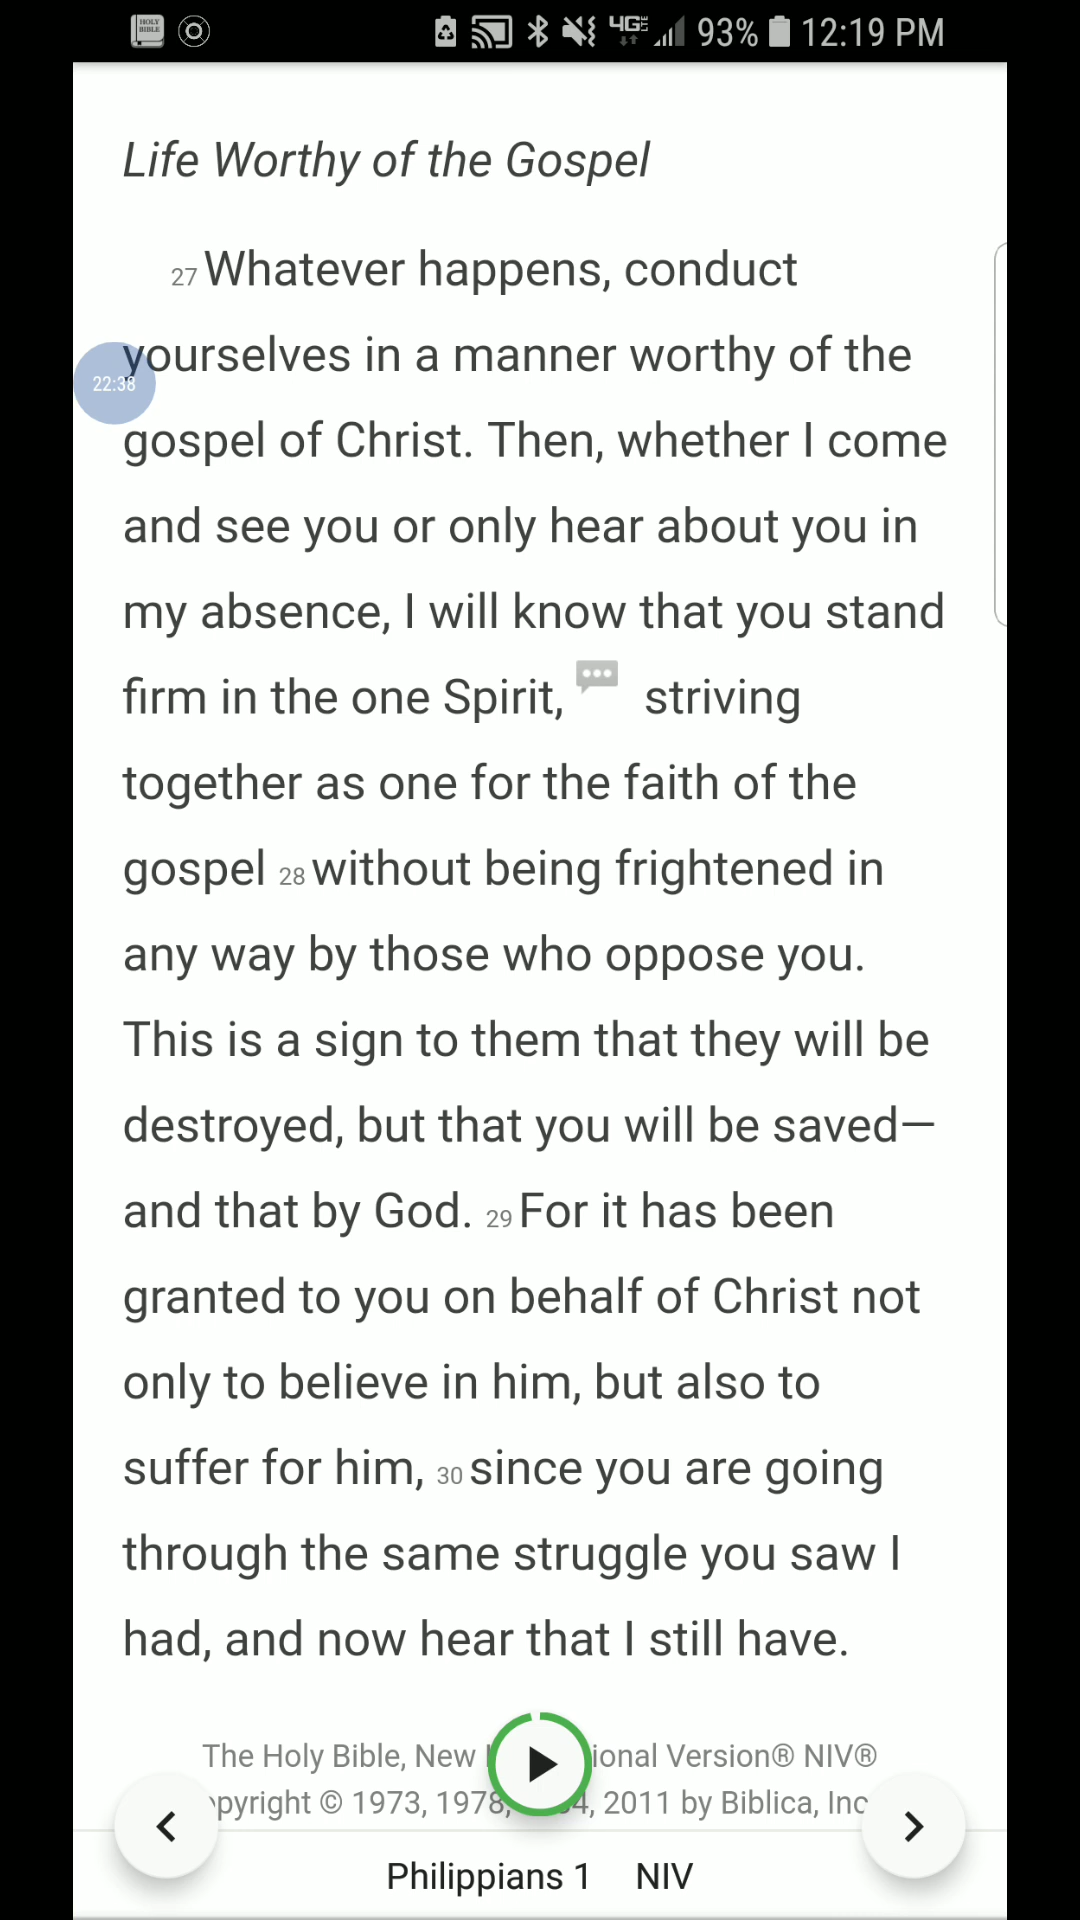 HOLY BIBLE
4G LTE 93% 12:19 PM
Life Worthy of the Gospel
27 Whatever happens, conduct
yourselves in a manner worthy of the
22:38
gospel of Christ. Then, whether I come
and see you or only hear about you in
my absence, I will know that you stand
firm in the one Spirit, striving
together as one for the faith of the
gospel 28 without being frightened in
any way by those who oppose you.
This is a sign to them that they will be
destroyed, but that you will be saved—
and that by God. 29 For it has been
granted to you on behalf of Christ not
only to believe in him, but also to
suffer for him, 30 since you are going
through the same struggle you saw I
had, and now hear that I still have.
The Holy Bible, New ional Version® NIV®
pyright © 1973, 1978, 4, 2011 by Biblica, Inc
Philippians 1 NIV